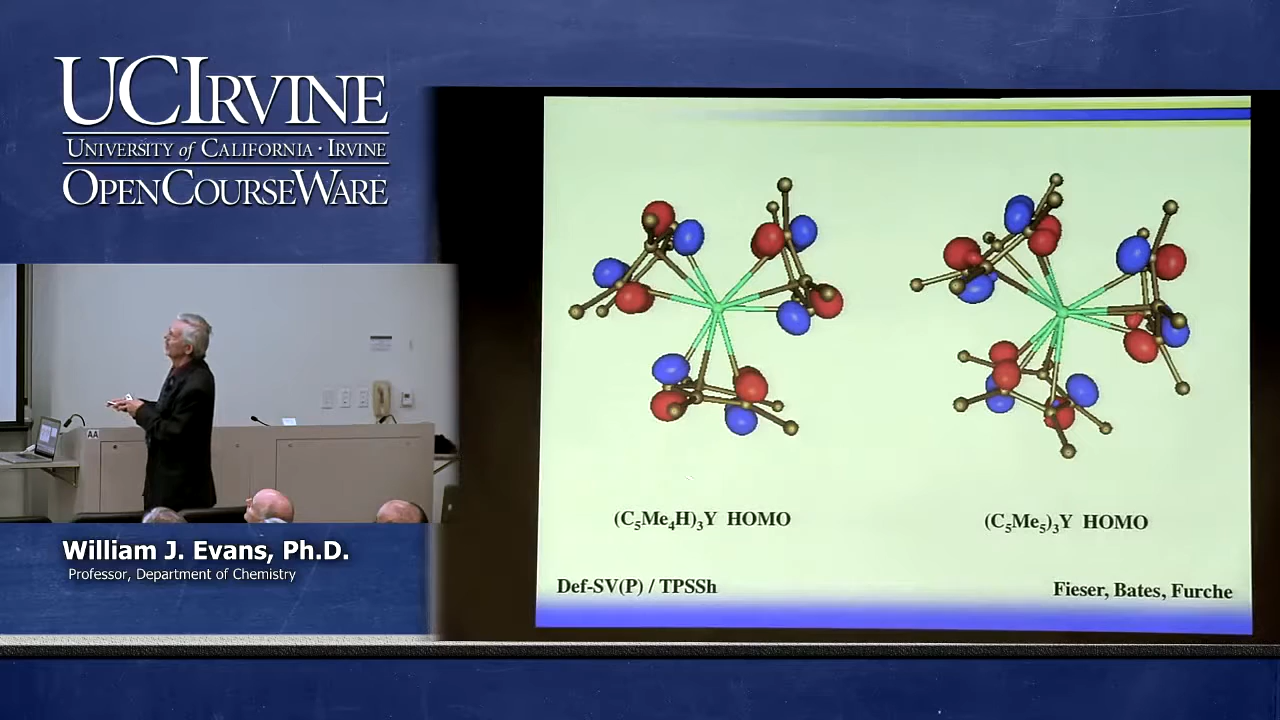 UCIRVINE
UNIVERSITY of CALIFORNIA · IRVINE
OPENCOURSEWARE
AA
William J. Evans, Ph.D.
Professor, Department of Chemistry
(C₅Me₄H)₃Y HOMO
(C₅Me₅)₃Y HOMO
Def-SV(P) / TPSSh
Fieser, Bates, Furche